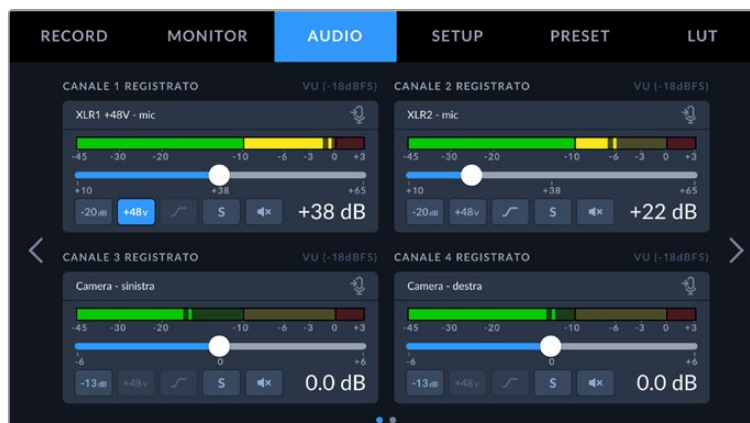 RECORD MONITOR AUDIO SETUP PRESET LUT
CANALE 1 REGISTRATO VU (-18dBFS)
XLR1 +48V - mic
-45 -30 -20 -10 -6 -3 0 +3
+10 +38 +65
-20dB +48V S +38 dB
CANALE 2 REGISTRATO VU (-18dBFS)
XLR2 - mic
-45 -30 -20 -10 -6 -3 0 +3
+10 +38 +65
-20dB +48V S +22 dB
CANALE 3 REGISTRATO VU (-18dBFS)
Camera - sinistra
-45 -30 -20 -10 -6 -3 0 +3
-6 0 +6
-13dB +48V S 0.0 dB
CANALE 4 REGISTRATO VU (-18dBFS)
Camera - destra
-45 -30 -20 -10 -6 -3 0 +3
-6 0 +6
-13dB +48V S 0.0 dB